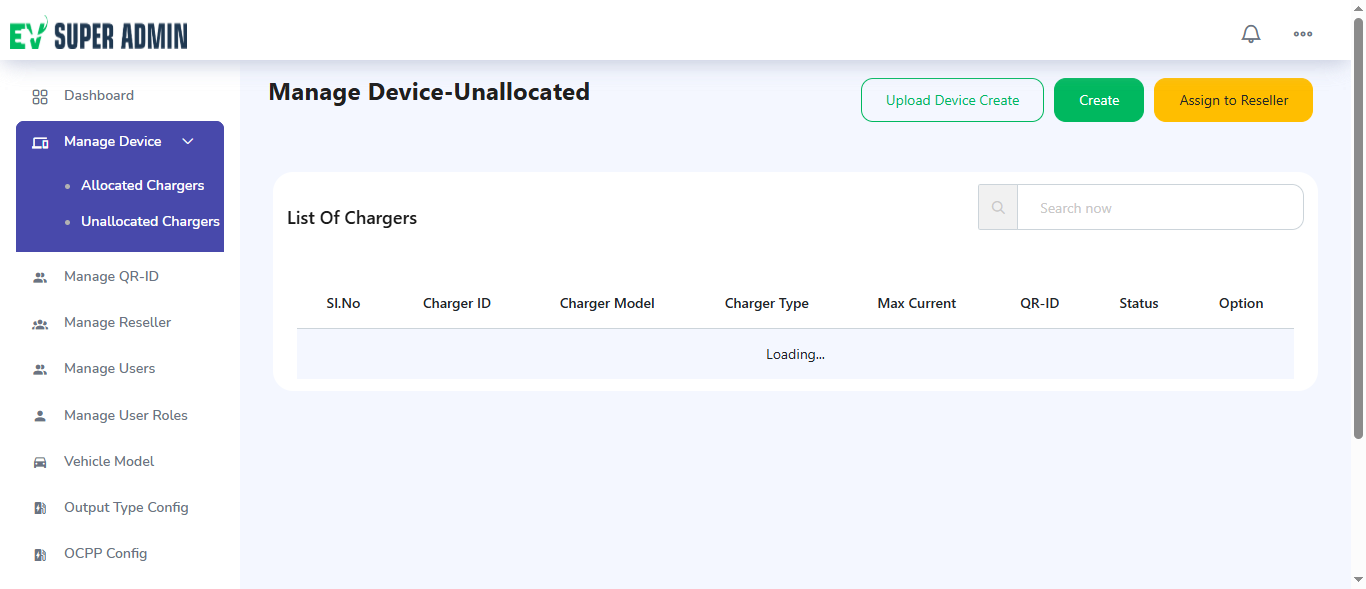 EV SUPER ADMIN
Dashboard
Manage Device
Allocated Chargers
Unallocated Chargers
Manage QR-ID
Manage Reseller
Manage Users
Manage User Roles
Vehicle Model
Output Type Config
OCPP Config
Manage Device-Unallocated
Upload Device Create
Create
Assign to Reseller
List Of Chargers
Search now
Sl.No Charger ID Charger Model Charger Type Max Current QR-ID Status Option
Loading...